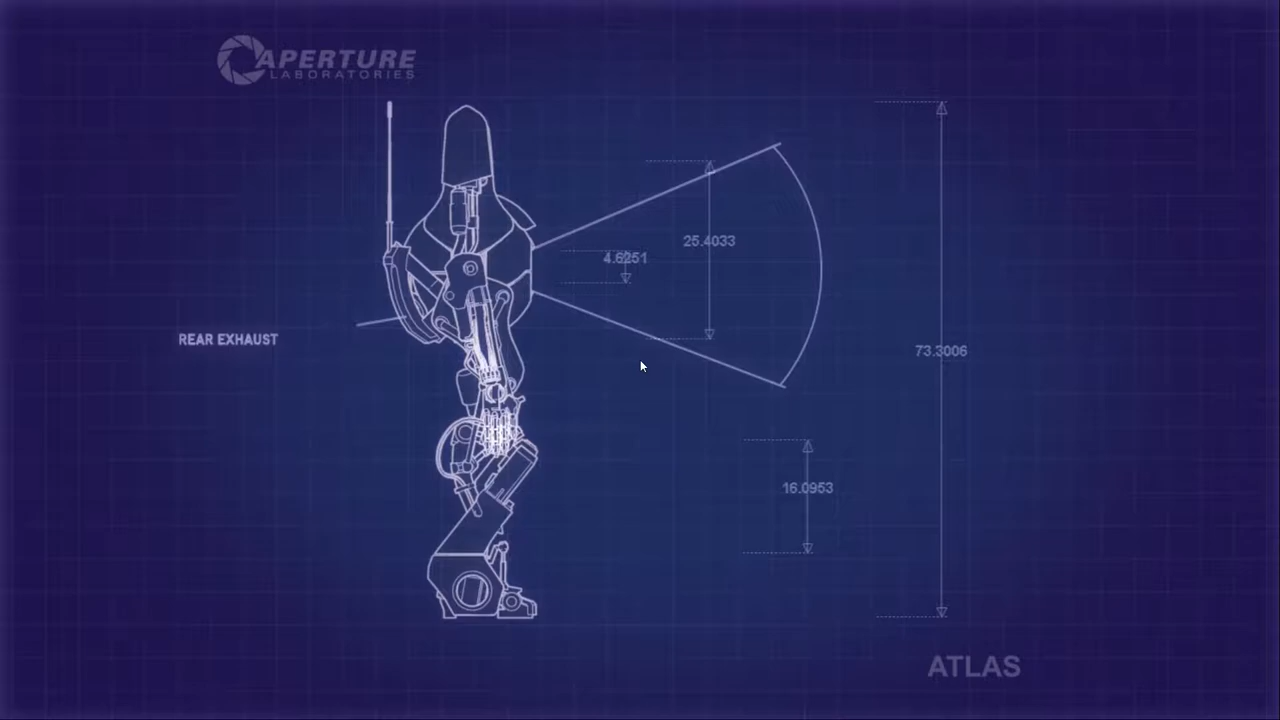 APERTURE
LABORATORIES
25.4033
4.6251
REAR EXHAUST
73.3006
16.0953
ATLAS